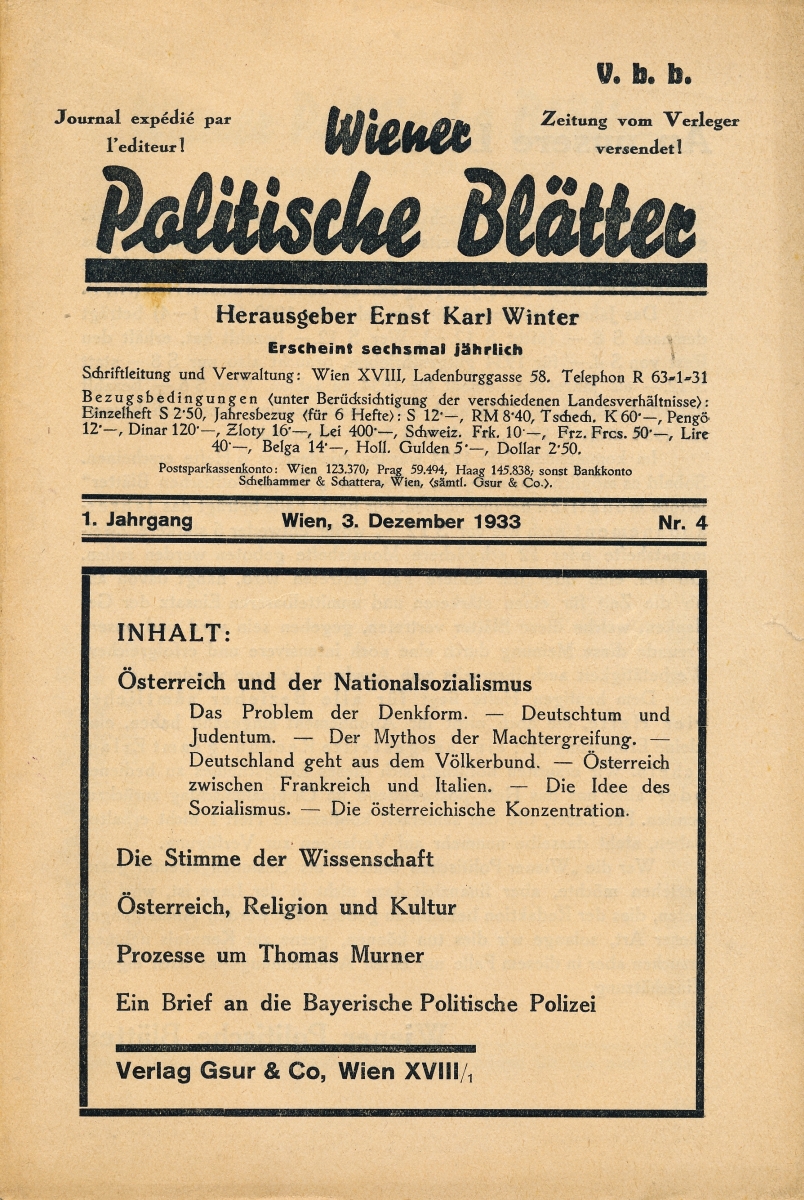 V. b. b.
Journal expédié par
l'editeur!
Zeitung vom Verleger
versendet!
Wiener
Politische Blätter
Herausgeber Ernst Karl Winter
Erscheint sechsmal jährlich
Schriftleitung und Verwaltung: Wien XVIII, Ladenburggasse 58. Telephon R 63-1-31
Bezugsbedingungen (unter Berücksichtigung der verschiedenen Landesverhältnisse):
Einzelheft S 2·50, Jahresbezug (für 6 Hefte): S 12·—, RM 8·40, Tschech. K 60·—, Pengö
12·—, Dinar 120·—, Zloty 16·—, Lei 400·—, Schweiz. Frk. 10·—, Frz. Frcs. 50·—, Lire
40·—, Belga 14·—, Holl. Gulden 5·—, Dollar 2·50.
Postsparkassenkonto: Wien 123.370, Prag 59.494, Haag 145.838, sonst Bankkonto
Schelhammer & Schattera, Wien, (sämtl. Gsur & Co.).
1. Jahrgang Wien, 3. Dezember 1933 Nr. 4
INHALT:
Österreich und der Nationalsozialismus
Das Problem der Denkform. — Deutschtum und
Judentum. — Der Mythos der Machtergreifung. —
Deutschland geht aus dem Völkerbund. — Österreich
zwischen Frankreich und Italien. — Die Idee des
Sozialismus. — Die österreichische Konzentration.
Die Stimme der Wissenschaft
Österreich, Religion und Kultur
Prozesse um Thomas Murner
Ein Brief an die Bayerische Politische Polizei
Verlag Gsur & Co, Wien XVIII/1